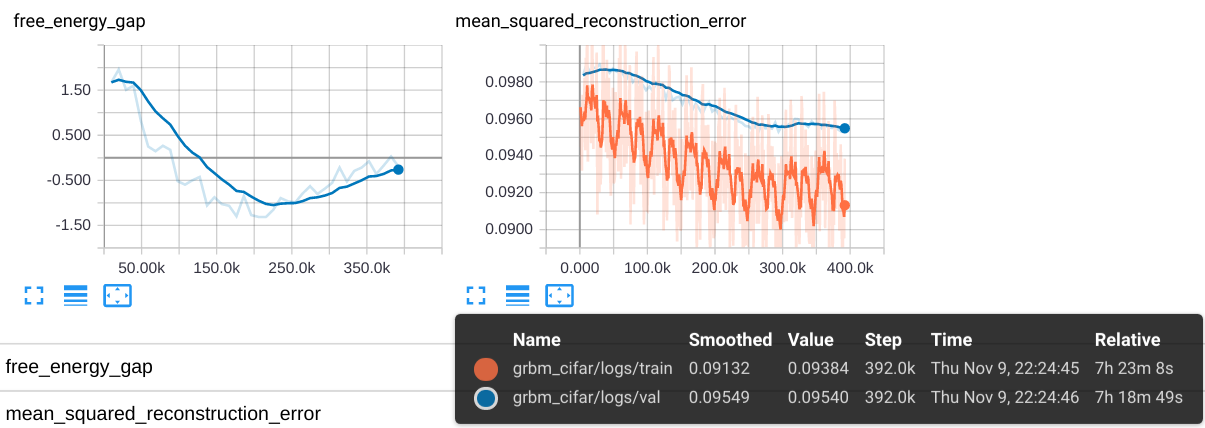 free_energy_gap
mean_squared_reconstruction_error
1.50
0.500
-0.500
-1.50
50.00k 150.0k 250.0k 350.0k
0.0980
0.0960
0.0940
0.0920
0.0900
0.000 100.0k 200.0k 300.0k 400.0k
Name Smoothed Value Step Time Relative
grbm_cifar/logs/train 0.09132 0.09384 392.0k Thu Nov 9, 22:24:45 7h 23m 8s
grbm_cifar/logs/val 0.09549 0.09540 392.0k Thu Nov 9, 22:24:46 7h 18m 49s
free_energy_gap
mean_squared_reconstruction_error